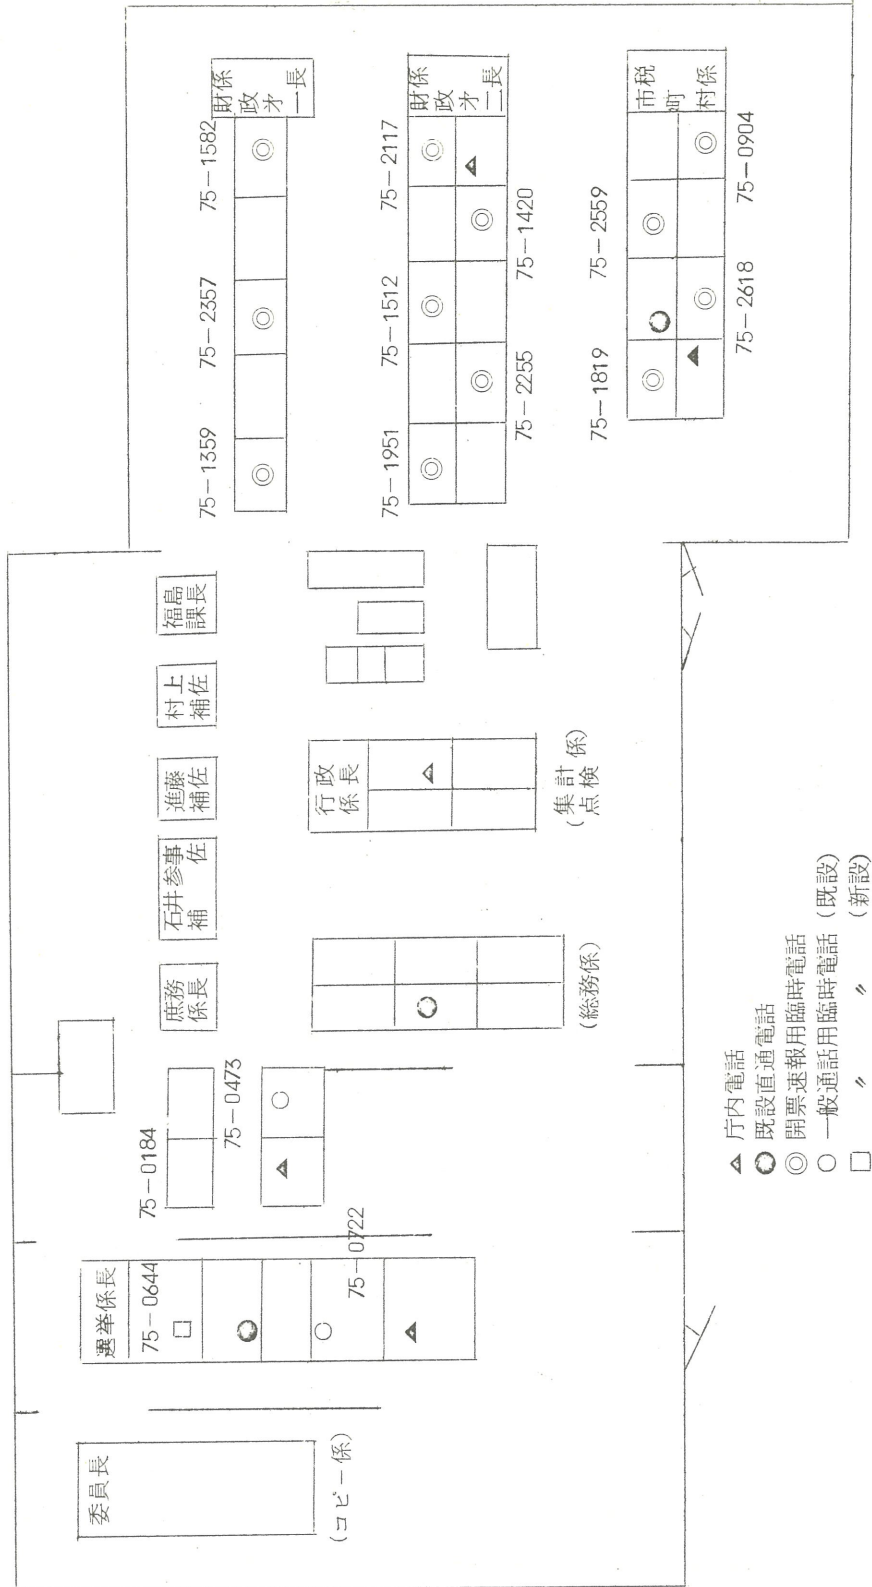 委員長
(コピー係)
選挙係長
75-0644
75-0722
75-0184
75-0473
庶務
係長
石井参事
補佐
進藤
補佐
村上
補佐
福島
課長
(総務係)
行政
係長
(集計係)
点検
75-1359
75-2357
75-1582
財政第一
係長
75-1951
75-1512
75-2117
財政第二
係長
75-2255
75-1420
75-1819
75-2559
市町村
税係
75-2618
75-0904
▲ 庁内電話
既設直通電話
◎ 開票速報用臨時電話
○ 一般通話用臨時電話 (既設)
□ 〃 〃 (新設)